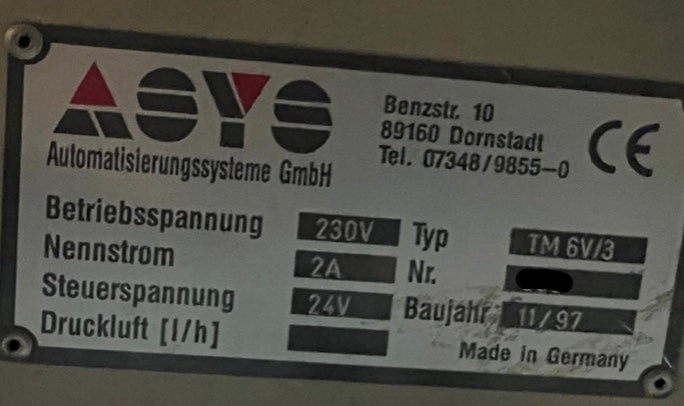 ASYS
Automatisierungssysteme GmbH
Benzstr. 10
89160 Dornstadt
Tel. 07348/9855-0
CE
Betriebsspannung 230V Typ TM 6V/3
Nennstrom 2A Nr.
Steuerspannung 24V Baujahr 11/97
Druckluft [l/h]
Made in Germany